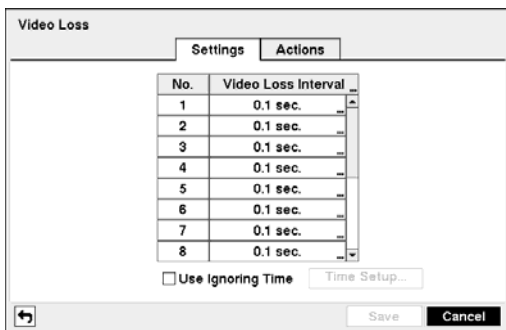 Video Loss
Settings Actions
No. Video Loss Interval ...
1 0.1 sec. ...
2 0.1 sec. ...
3 0.1 sec. ...
4 0.1 sec. ...
5 0.1 sec. ...
6 0.1 sec. ...
7 0.1 sec. ...
8 0.1 sec. ...
Use Ignoring Time Time Setup...
Save Cancel